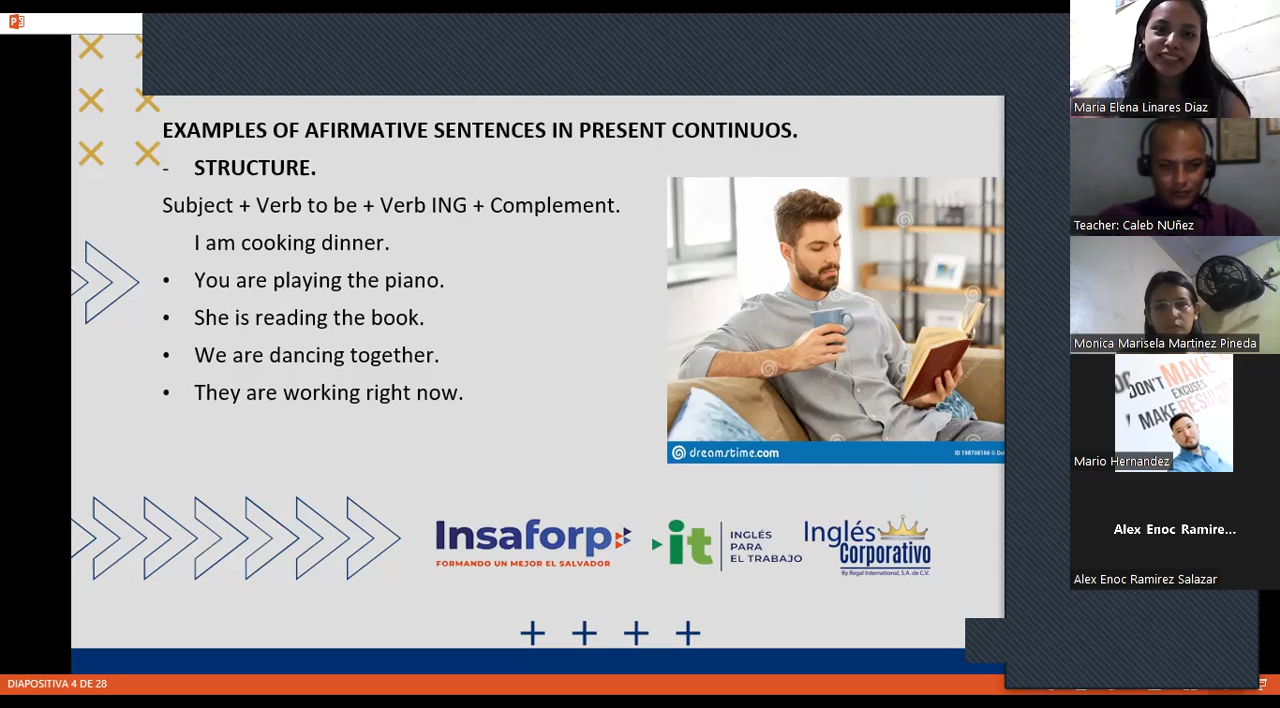 EXAMPLES OF AFIRMATIVE SENTENCES IN PRESENT CONTINUOS.
- STRUCTURE.
Subject + Verb to be + Verb ING + Complement.
I am cooking dinner.
• You are playing the piano.
• She is reading the book.
• We are dancing together.
• They are working right now.
dreamstime.com
Insaforp
FORMANDO UN MEJOR EL SALVADOR
it
INGLÉS
PARA
EL TRABAJO
Inglés
Corporativo
By Regal International, S.A. de C.V.
DIAPOSITIVA 4 DE 28
Maria Elena Linares Diaz
Teacher: Caleb NUñez
Monica Marisela Martinez Pineda
DON'T MAKE
EXCUSES
MAKE
Mario Hernandez
Alex Enoc Ramire...
Alex Enoc Ramirez Salazar